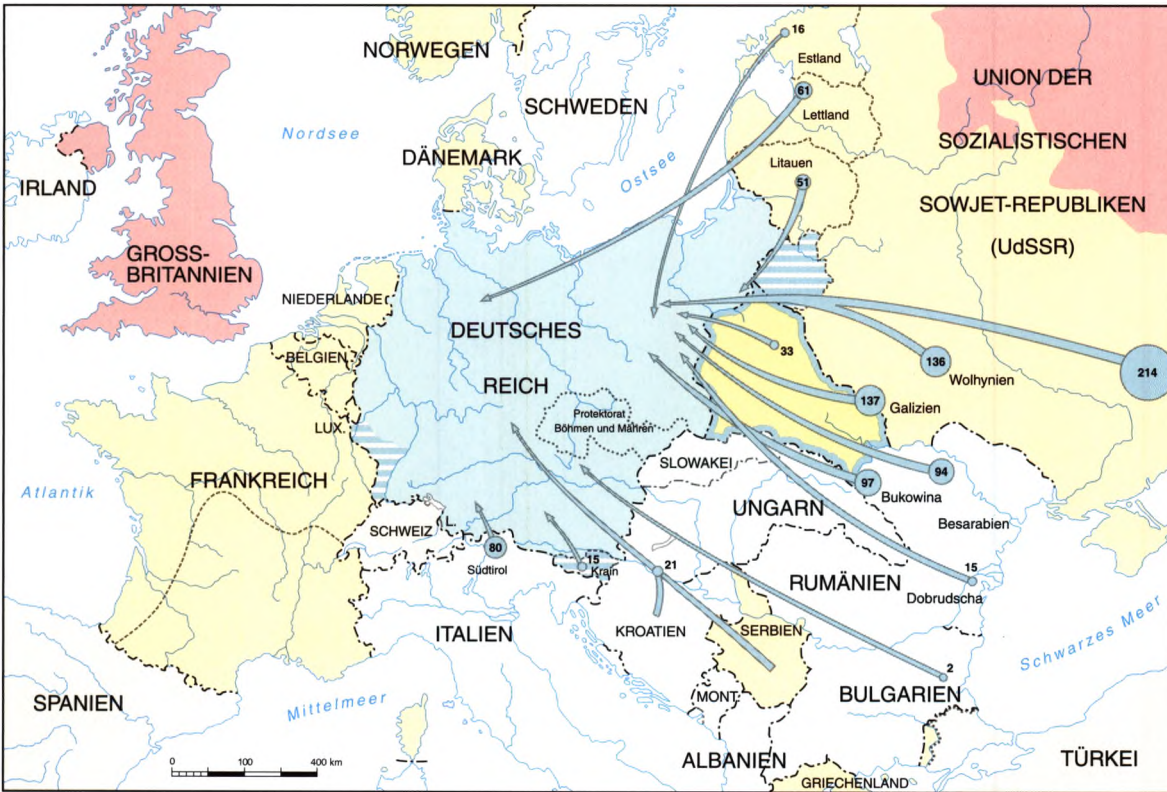 16
NORWEGEN
Estland
UNION DER
SCHWEDEN
61
Lettland
Nordsee
SOZIALISTISCHEN
DÄNEMARK
Litauen
Ostsee
51
IRLAND
SOWJET-REPUBLIKEN
(UdSSR)
GROSS-
BRITANNIEN
NIEDERLANDE
DEUTSCHES
33
136
214
BELGIEN
Wolhynien
REICH
137
Galizien
Protektorat
Böhmen und Mähren
LUX.
SLOWAKEI
94
FRANKREICH
97
Atlantik
Bukowina
UNGARN
Besarabien
L.
SCHWEIZ
80
15
21
15
Südtirol
Krain
RUMÄNIEN
Dobrudscha
ITALIEN
KROATIEN
SERBIEN
Schwarzes Meer
2
MONT.
BULGARIEN
SPANIEN
Mittelmeer
ALBANIEN
TÜRKEI
0 100 400 km
GRIECHENLAND